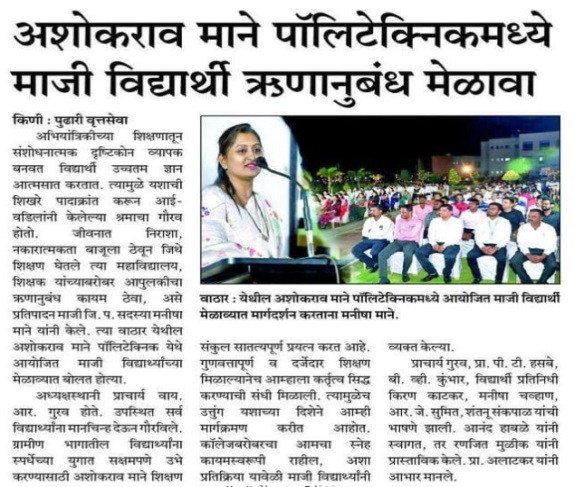 अशोकराव माने पॉलिटेक्निकमध्ये
माजी विद्यार्थी ऋणानुबंध मेळावा
किणी : पुढारी वृत्तसेवा
अभियांत्रिकीच्या शिक्षणातून
संशोधनात्मक दृष्टिकोन व्यापक
बनवत विद्यार्थी उच्चतम ज्ञान
आत्मसात करतात. त्यामुळे यशाची
शिखरे पादाक्रांत करून आई-
वडिलांनी केलेल्या श्रमाचा गौरव
होतो. जीवनात निराशा,
नकारात्मकता बाजूला ठेवून जिथे
शिक्षण घेतले त्या महाविद्यालय,
शिक्षक यांच्याबरोबर आपुलकीचा
ऋणानुबंध कायम ठेवा, असे
प्रतिपादन माजी जि. प. सदस्या मनीषा
माने यांनी केले. त्या वाठार येथील
अशोकराव माने पॉलिटेक्निक येथे
आयोजित माजी विद्यार्थ्यांच्या
मेळाव्यात बोलत होत्या.
अध्यक्षस्थानी प्राचार्य वाय.
आर. गुरव होते. उपस्थित सर्व
विद्यार्थ्यांना मानचिन्ह देऊन गौरविले.
ग्रामीण भागातील विद्यार्थ्यांना
स्पर्धेच्या युगात सक्षमपणे उभे
करण्यासाठी अशोकराव माने शिक्षण
वाठार : येथील अशोकराव माने पॉलिटेक्निकमध्ये आयोजित माजी विद्यार्थी
मेळाव्यात मार्गदर्शन करताना मनीषा माने.
संकुल सातत्यपूर्ण प्रयत्न करत आहे.
गुणवत्तापूर्ण व दर्जेदार शिक्षण
मिळाल्यानेच आम्हाला कर्तृत्व सिद्ध
करण्याची संधी मिळाली. त्यामुळेच
उत्तुंग यशाच्या दिशेने आम्ही
मार्गक्रमण करीत आहोत.
कॉलेजबरोबरचा आमचा स्नेह
कायमस्वरूपी राहील, अशा
प्रतिक्रिया यावेळी माजी विद्यार्थ्यांनी
व्यक्त केल्या.
प्राचार्य गुरव, प्रा. पी. टी. हसबे,
बी. व्ही. कुंभार, विद्यार्थी प्रतिनिधी
किरण काटकर, मनीषा चव्हाण,
आर. जे. सुमित, शंतनू संकपाळ यांची
भाषणे झाली. आनंद हाबळे यांनी
स्वागत, तर रणजित मुळीक यांनी
प्रास्ताविक केले. प्रा. अलाटकर यांनी
आभार मानले.